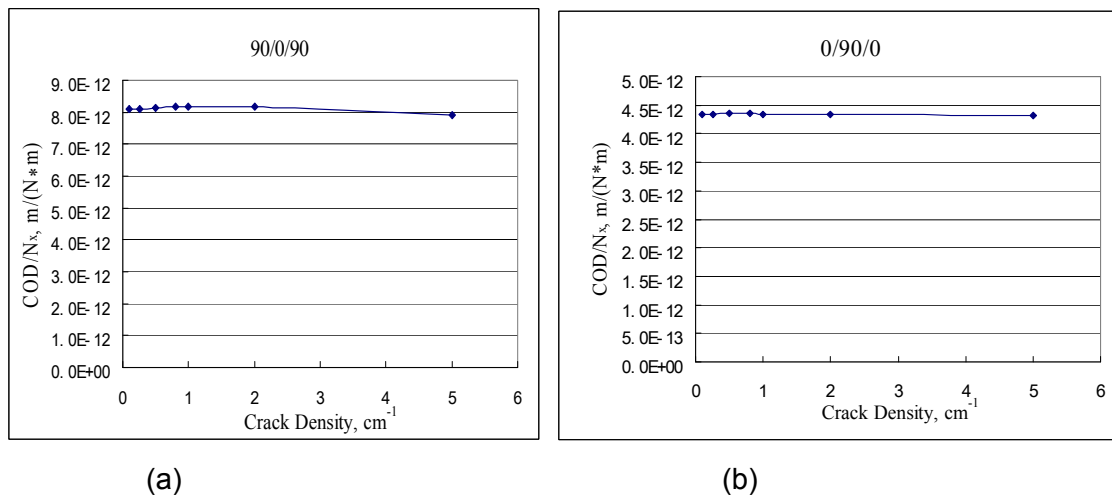 90/0/90
COD/Nx, m/(N*m)
9. 0E-12
8. 0E-12
7. 0E-12
6. 0E-12
5. 0E-12
4. 0E-12
3. 0E-12
2. 0E-12
1. 0E-12
0. 0E+00
0 1 2 3 4 5 6
Crack Density, cm⁻¹
(a)
0/90/0
COD/Nx, m/(N*m)
5. 0E-12
4. 5E-12
4. 0E-12
3. 5E-12
3. 0E-12
2. 5E-12
2. 0E-12
1. 5E-12
1. 0E-12
5. 0E-13
0. 0E+00
0 1 2 3 4 5 6
Crack Density, cm⁻¹
(b)